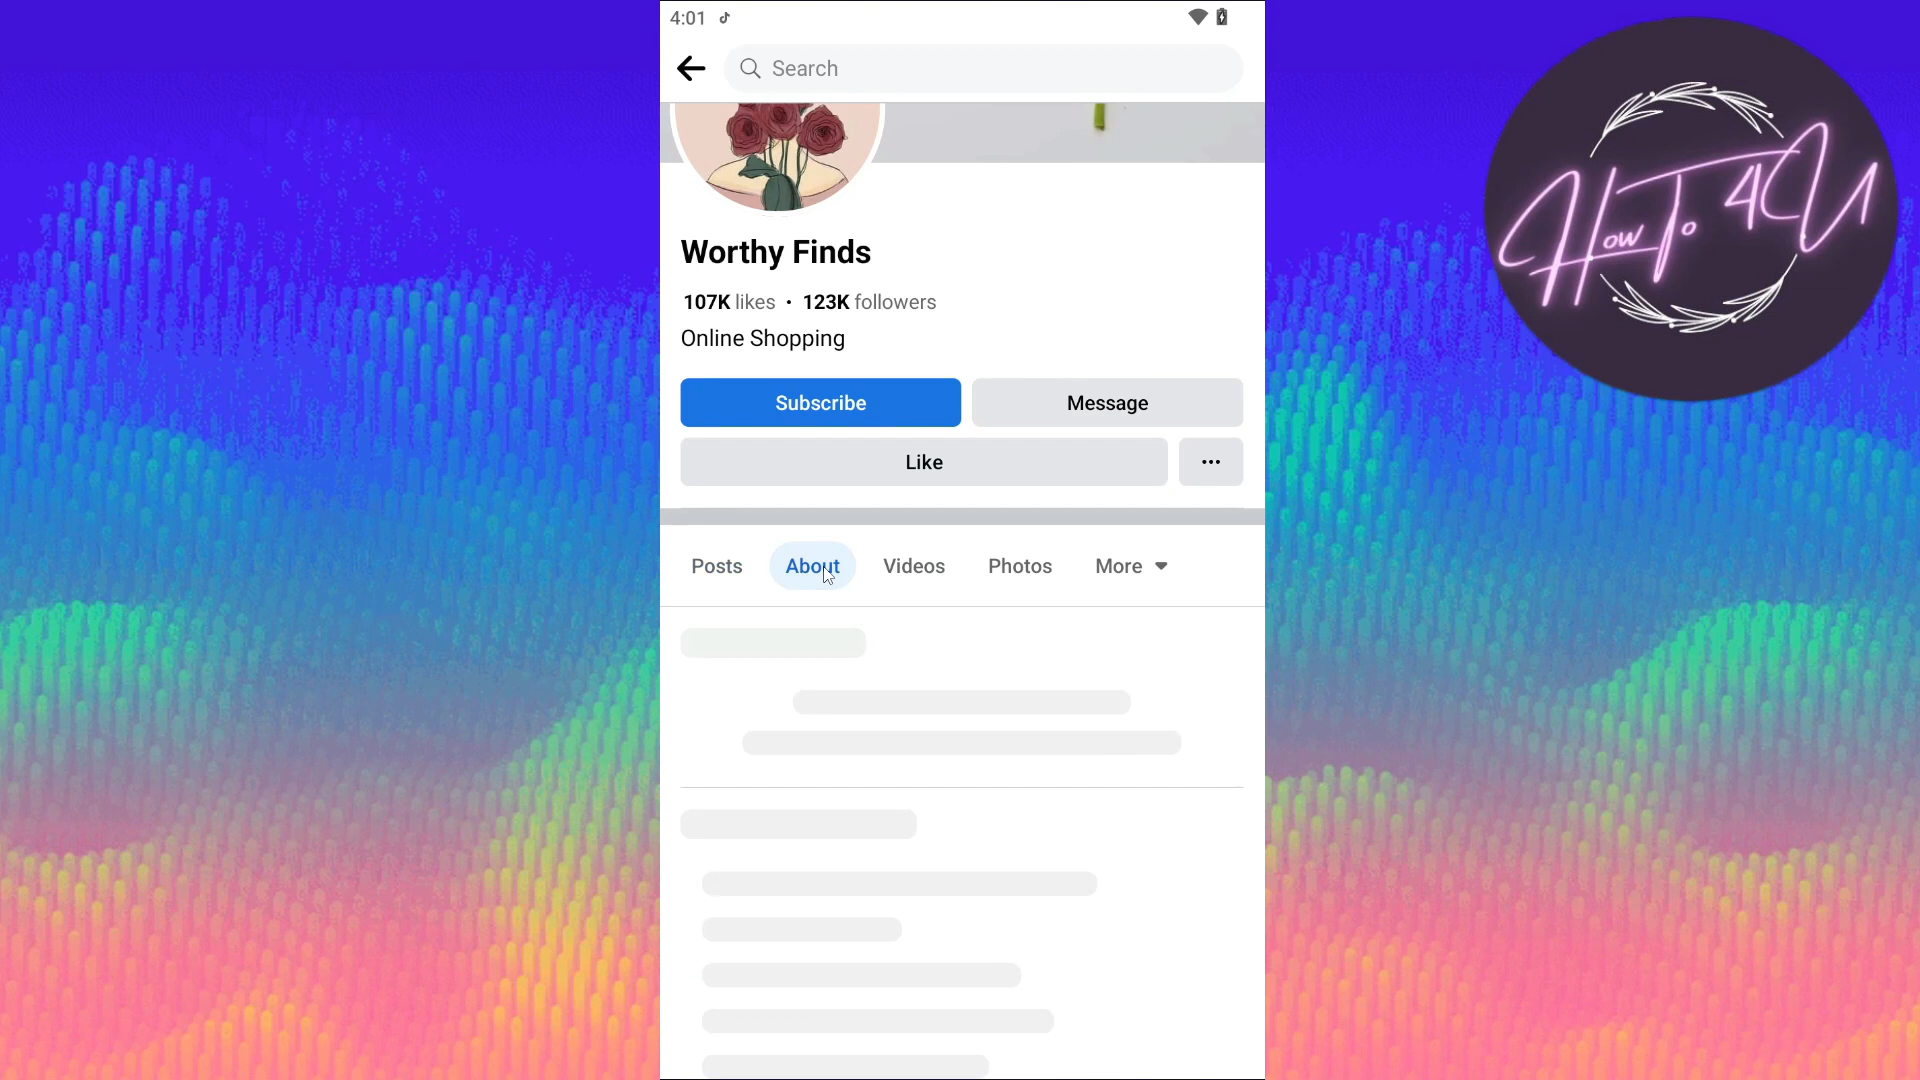 4:01
Search
Worthy Finds
107K likes • 123K followers
Online Shopping
Subscribe
Message
Like
Posts
About
Videos
Photos
More
How To 4U